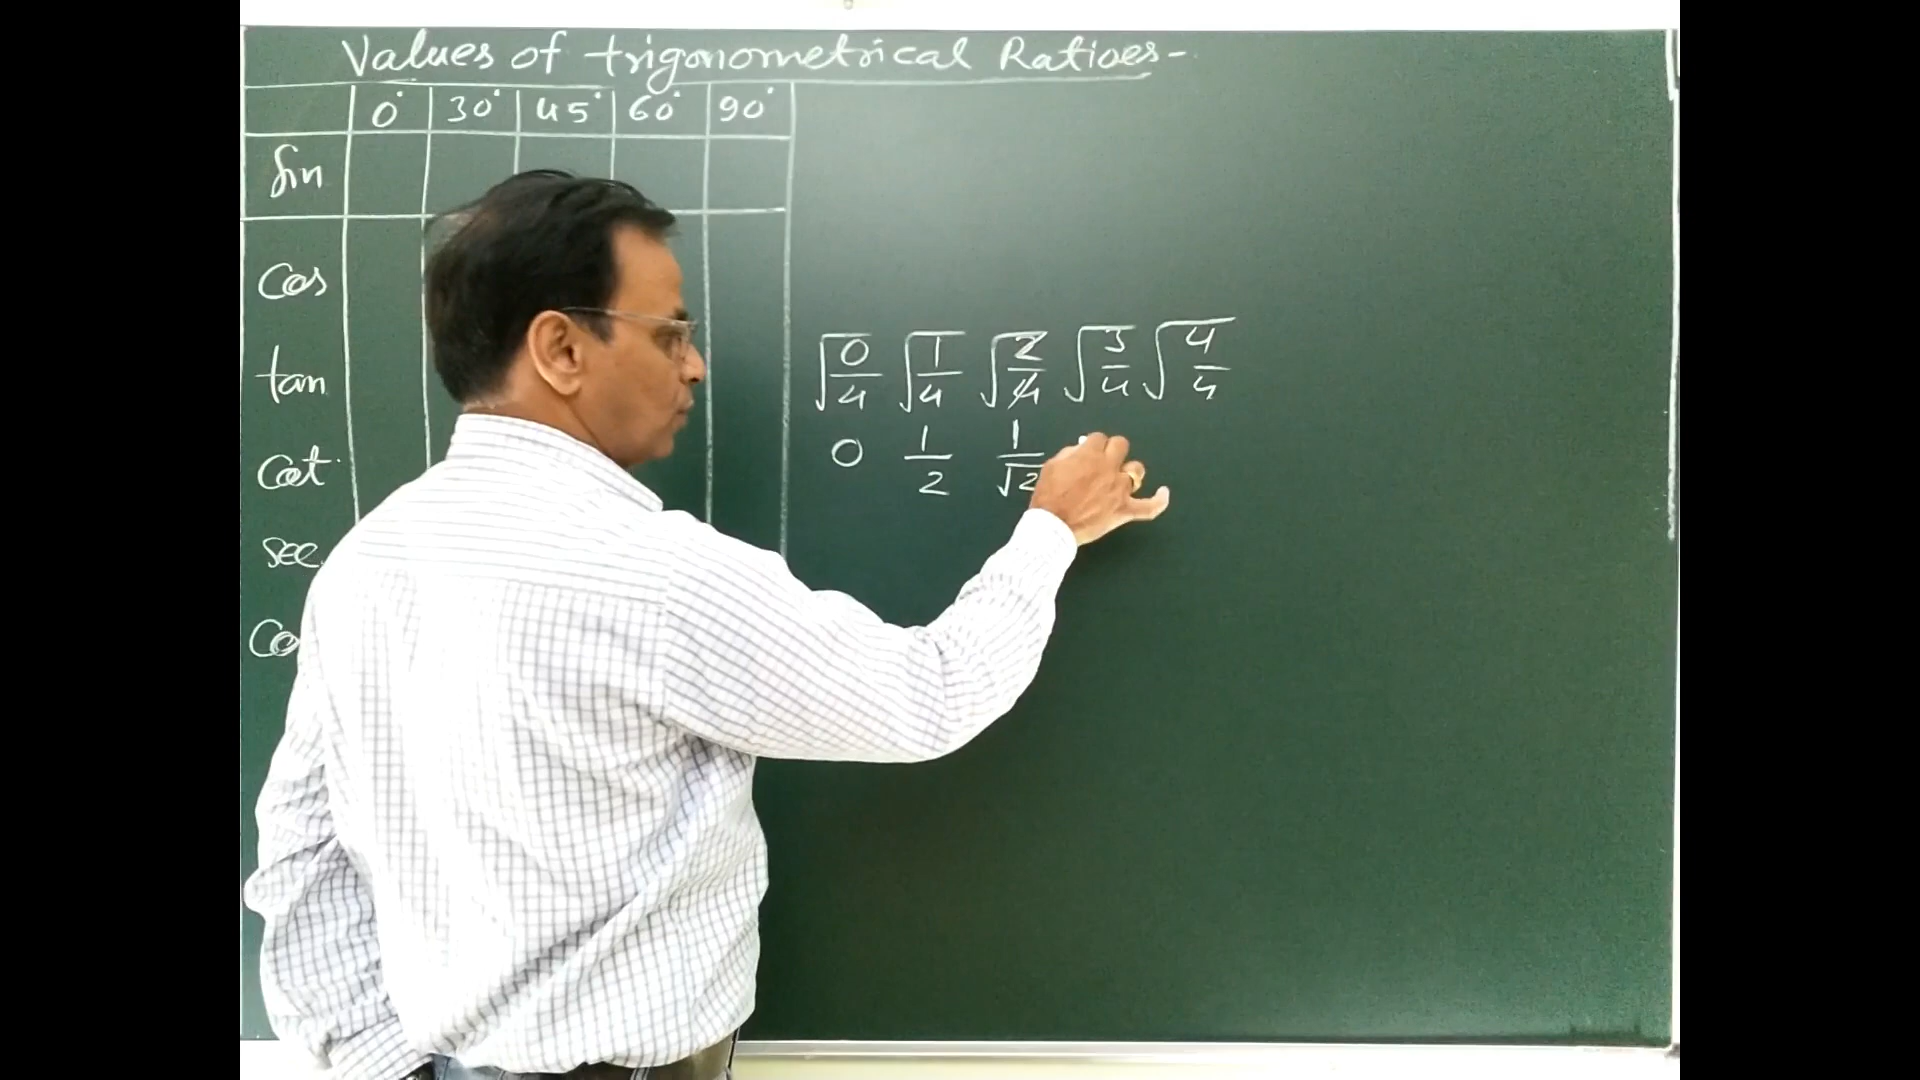 Values of trigonometrical Ratioes-
0° 30° 45° 60° 90°
Sin
Cos
tan
Cot
sec
√0/4 √1/4 √2/4 √3/4 √4/4
0 1/2 1/√2